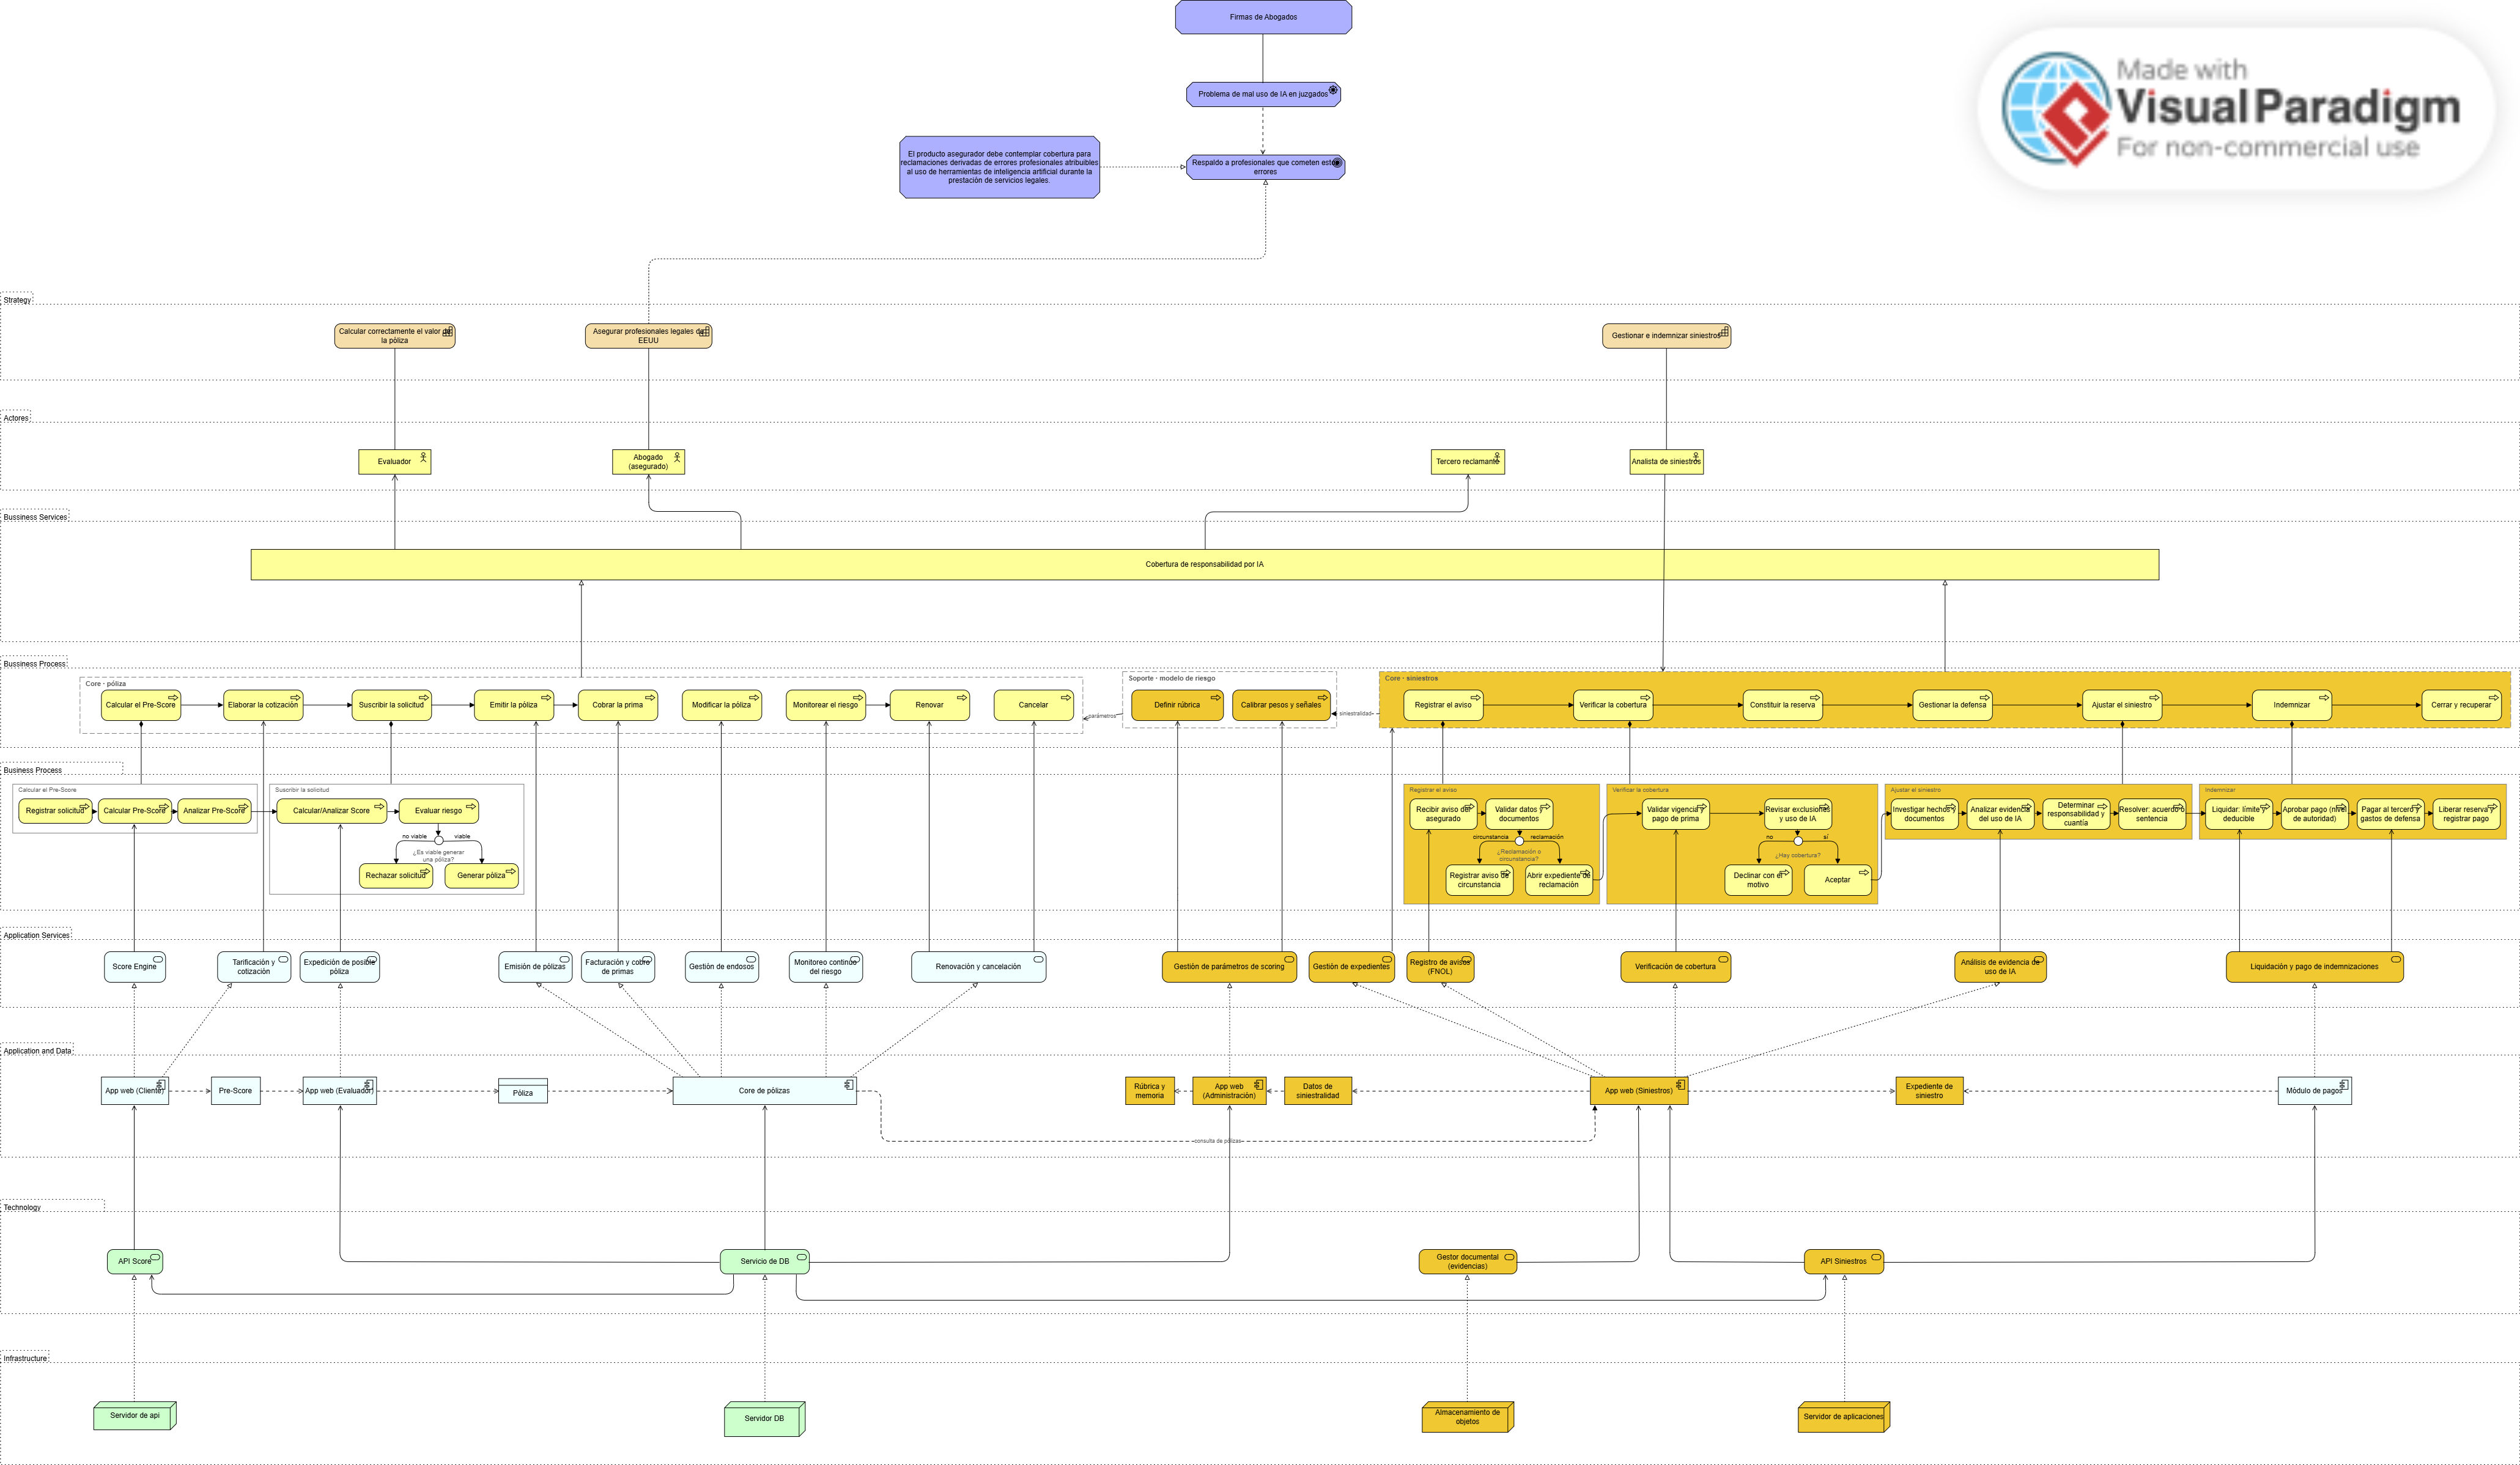 Firmas de Abogados
Made with
Visual Paradigm
For non-commercial use
Problema de mal uso de IA en juzgados
El producto asegurador debe contemplar cobertura para
reclamaciones derivadas de errores profesionales atribuibles
al uso de herramientas de inteligencia artificial durante la
prestación de servicios legales.
Respaldo a profesionales que cometen estos
errores
Strategy
Calcular correctamente el valor de
la póliza
Asegurar profesionales legales de
EEUU
Gestionar e indemnizar siniestros
Actores
Evaluador
Abogado
(asegurado)
Tercero reclamante
Analista de siniestros
Bussiness Services
Cobertura de responsabilidad por IA
Bussiness Process
Core - póliza
Calcular el Pre-Score
Elaborar la cotización
Suscribir la solicitud
Emitir la póliza
Cobrar la prima
Modificar la póliza
Monitorear el riesgo
Renovar
Cancelar
parámetros
Soporte - modelo de riesgo
Definir rúbrica
Calibrar pesos y señales
siniestralidad
Core - siniestros
Registrar el aviso
Verificar la cobertura
Constituir la reserva
Gestionar la defensa
Ajustar el siniestro
Indemnizar
Cerrar y recuperar
Business Process
Calcular el Pre-Score
Registrar solicitud
Calcular Pre-Score
Analizar Pre-Score
Suscribir la solicitud
Calcular/Analizar Score
Evaluar riesgo
no viable
viable
¿Es viable generar
una póliza?
Rechazar solicitud
Generar póliza
Registrar el aviso
Recibir aviso del
asegurado
Validar datos y
documentos
circunstancia
reclamación
¿Reclamación o
circunstancia?
Registrar aviso de
circunstancia
Abrir expediente de
reclamación
Verificar la cobertura
Validar vigencia y
pago de prima
Revisar exclusiones
y uso de IA
no
sí
¿Hay cobertura?
Declinar con el
motivo
Aceptar
Ajustar el siniestro
Investigar hechos y
documentos
Analizar evidencia
del uso de IA
Determinar
responsabilidad y
cuantía
Resolver: acuerdo o
sentencia
Indemnizar
Liquidar: límite y
deducible
Aprobar pago (nivel
de autoridad)
Pagar al tercero y
gastos de defensa
Liberar reserva y
registrar pago
Application Services
Score Engine
Tarificación y
cotización
Expedición de posible
póliza
Emisión de pólizas
Facturación y cobro
de primas
Gestión de endosos
Monitoreo continuo
del riesgo
Renovación y cancelación
Gestión de parámetros de scoring
Gestión de expedientes
Registro de avisos
(FNOL)
Verificación de cobertura
Análisis de evidencia de
uso de IA
Liquidación y pago de indemnizaciones
Application and Data
App web (Cliente)
Pre-Score
App web (Evaluador)
Póliza
Core de pólizas
Rúbrica y
memoria
App web
(Administración)
Datos de
siniestralidad
App web (Siniestros)
Expediente de
siniestro
Módulo de pagos
consulta de pólizas
Technology
API Score
Servicio de DB
Gestor documental
(evidencias)
API Siniestros
Infrastructure
Servidor de api
Servidor DB
Almacenamiento de
objetos
Servidor de aplicaciones